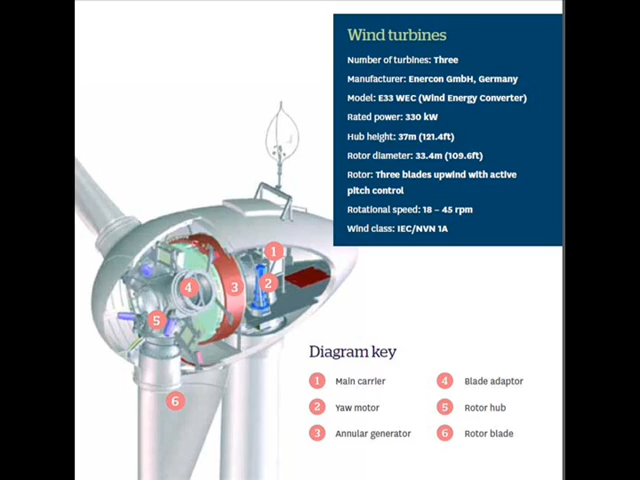 Wind turbines
Number of turbines: Three
Manufacturer: Enercon GmbH, Germany
Model: E33 WEC (Wind Energy Converter)
Rated power: 330 kW
Hub height: 37m (121.4ft)
Rotor diameter: 33.4m (109.6ft)
Rotor: Three blades upwind with active
pitch control
Rotational speed: 18 – 45 rpm
Wind class: IEC/NVN 1A
1
2
3
4
5
6
Diagram key
1 Main carrier
2 Yaw motor
3 Annular generator
4 Blade adaptor
5 Rotor hub
6 Rotor blade